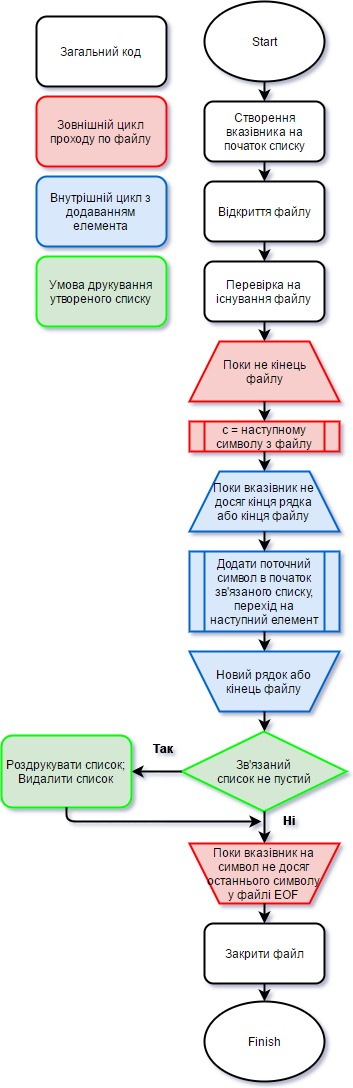 Загальний код
Зовнішній цикл
проходу по файлу
Внутрішній цикл з
додаванням
елемента
Умова друкування
утвореного списку
Start
Створення
вказівника на
початок списку
Відкриття файлу
Перевірка на
існування файлу
Поки не кінець
файлу
c = наступному
символу з файлу
Поки вказівник не
досяг кінця рядка
або кінця файлу
Додати поточний
символ в початок
зв'язаного списку,
перехід на
наступний елемент
Новий рядок або
кінець файлу
Зв'язаний
список не пустий
Так
Роздрукувати список;
Видалити список
Ні
Поки вказівник на
символ не досяг
останнього символу
у файлі EOF
Закрити файл
Finish